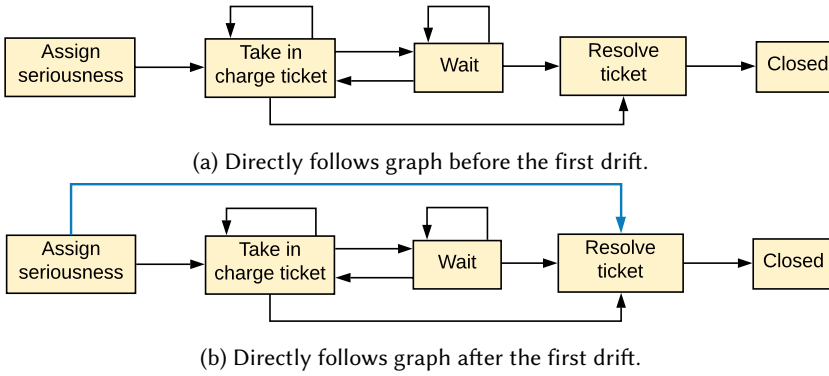 Assign
seriousness
Take in
charge ticket
Wait
Resolve
ticket
Closed
(a) Directly follows graph before the first drift.
Assign
seriousness
Take in
charge ticket
Wait
Resolve
ticket
Closed
(b) Directly follows graph after the first drift.